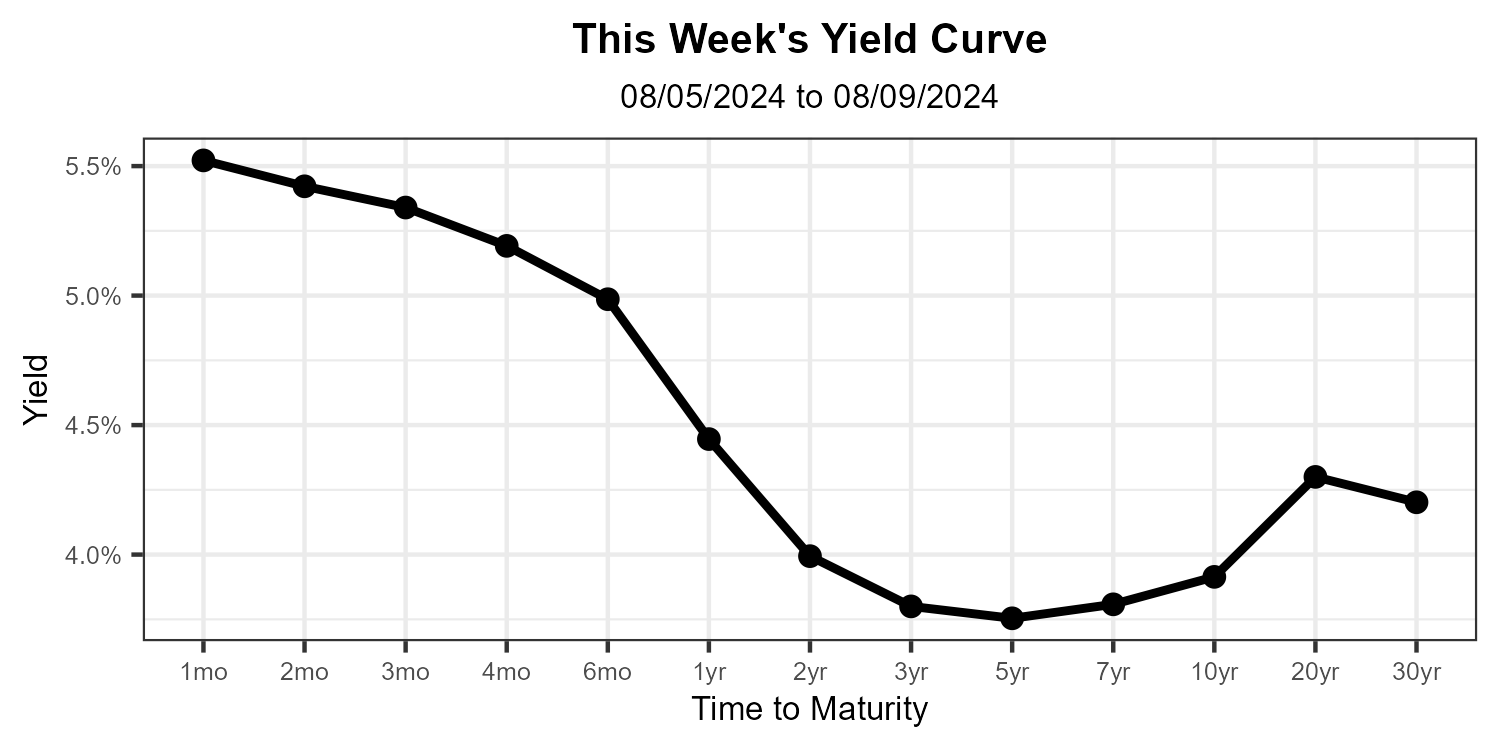 This Week's Yield Curve
08/05/2024 to 08/09/2024
5.5%
5.0%
4.5%
4.0%
Yield
1mo 2mo 3mo 4mo 6mo 1yr 2yr 3yr 5yr 7yr 10yr 20yr 30yr
Time to Maturity